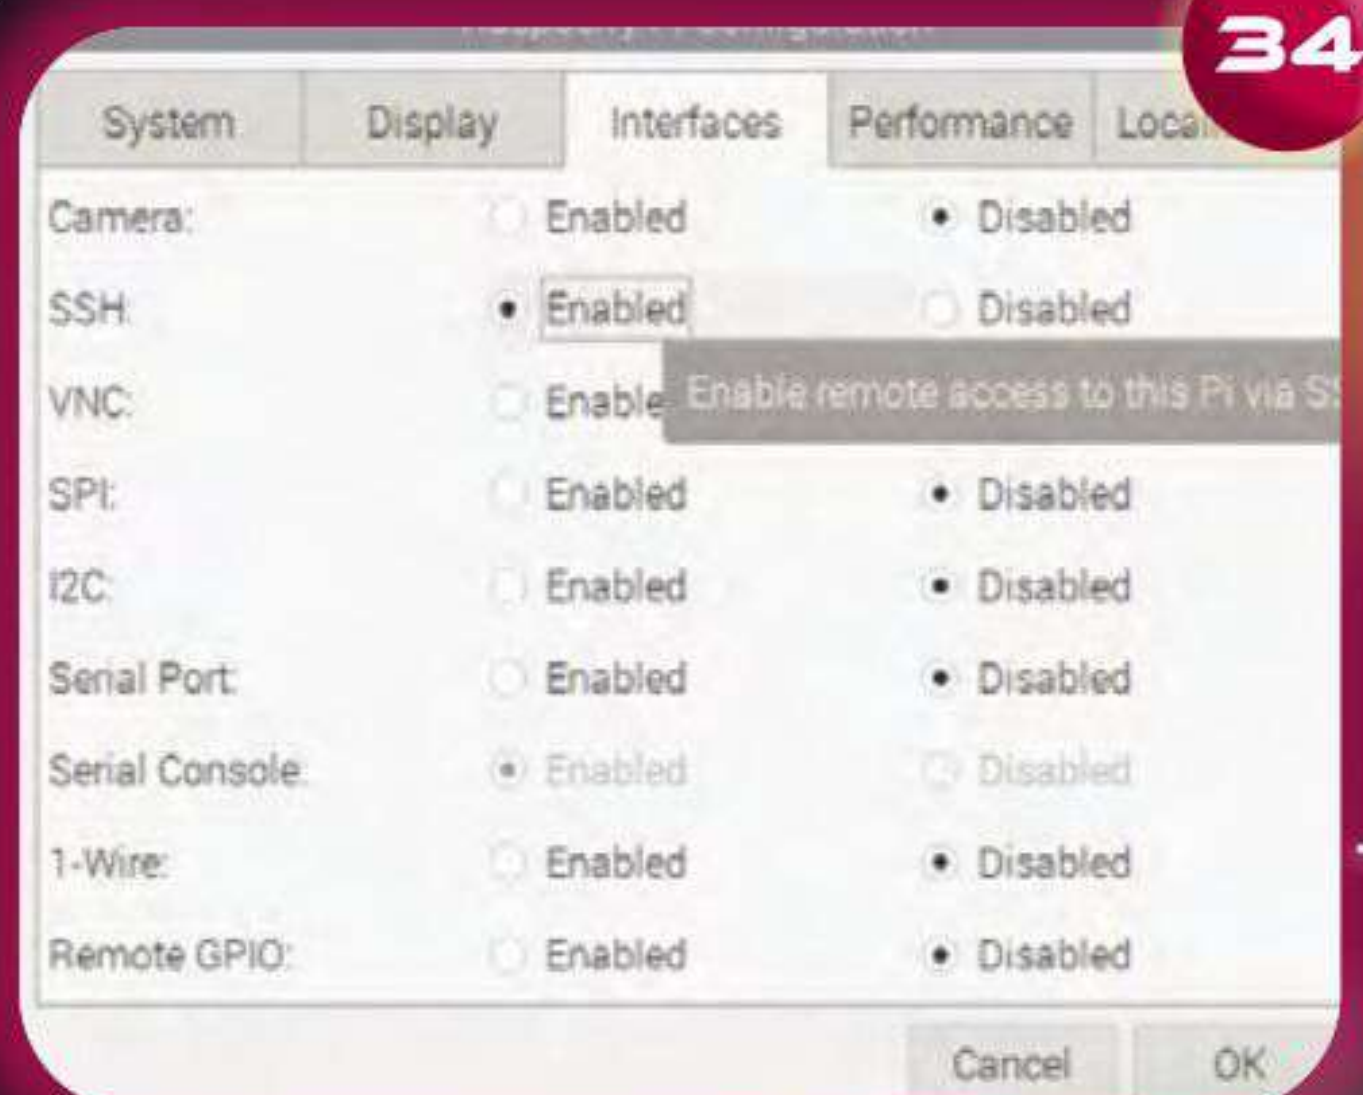 34
System Display Interfaces Performance
Camera: Enabled Disabled
SSH: Enabled Disabled
Enable remote access to this Pi via
VNC:
SPI: Enabled Disabled
I2C: Enabled Disabled
Serial Port: Enabled Disabled
Serial Console: Enabled Disabled
1-Wire: Enabled Disabled
Remote GPIO: Enabled Disabled
Cancel OK